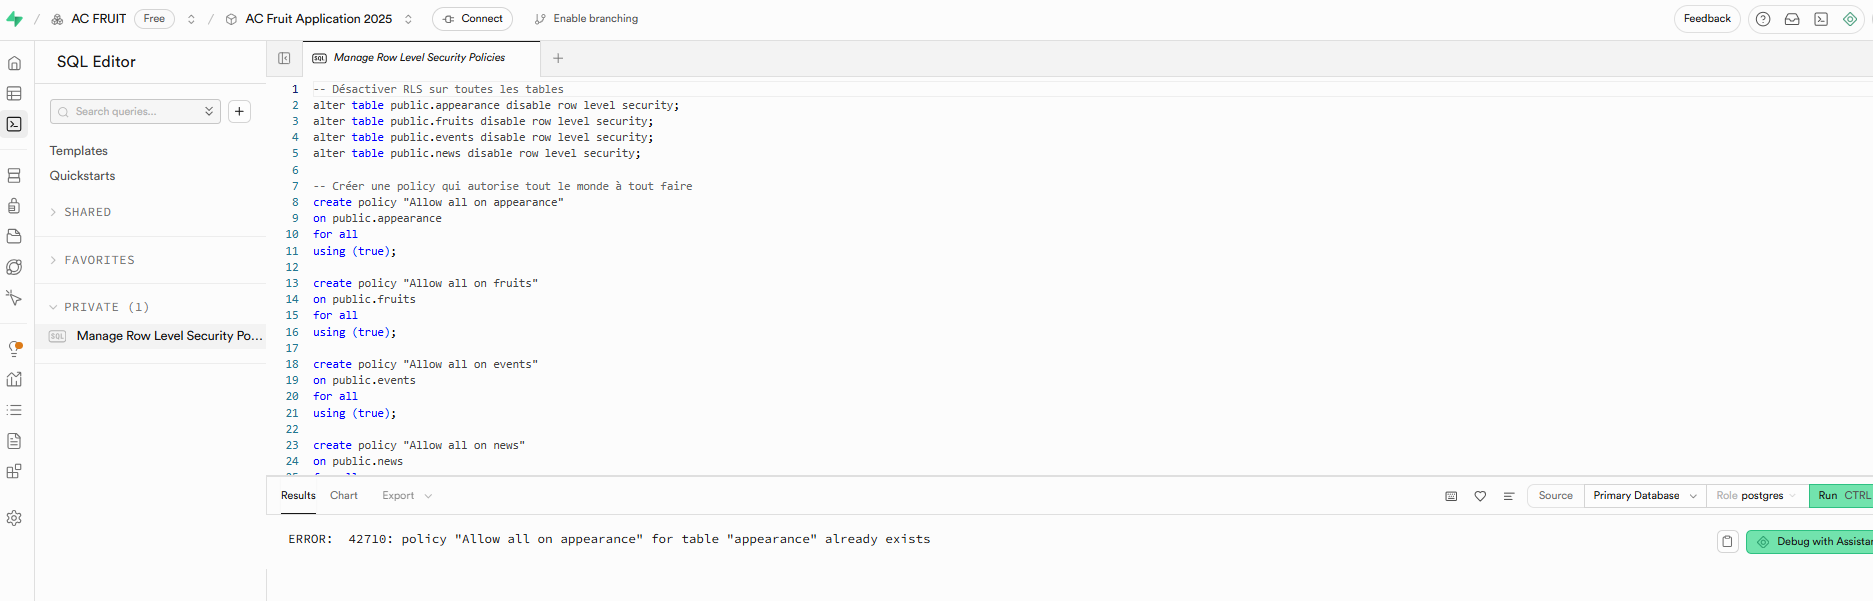 / AC FRUIT Free / AC Fruit Application 2025 Connect Enable branching Feedback
SQL Editor
Search queries...
Templates
Quickstarts
SHARED
FAVORITES
PRIVATE (1)
SQL Manage Row Level Security Po...
SQL Manage Row Level Security Policies
1 -- Désactiver RLS sur toutes les tables
2 alter table public.appearance disable row level security;
3 alter table public.fruits disable row level security;
4 alter table public.events disable row level security;
5 alter table public.news disable row level security;
6
7 -- Créer une policy qui autorise tout le monde à tout faire
8 create policy "Allow all on appearance"
9 on public.appearance
10 for all
11 using (true);
12
13 create policy "Allow all on fruits"
14 on public.fruits
15 for all
16 using (true);
17
18 create policy "Allow all on events"
19 on public.events
20 for all
21 using (true);
22
23 create policy "Allow all on news"
24 on public.news
Results Chart Export Source Primary Database Role postgres Run CTRL
ERROR: 42710: policy "Allow all on appearance" for table "appearance" already exists
Debug with Assistan